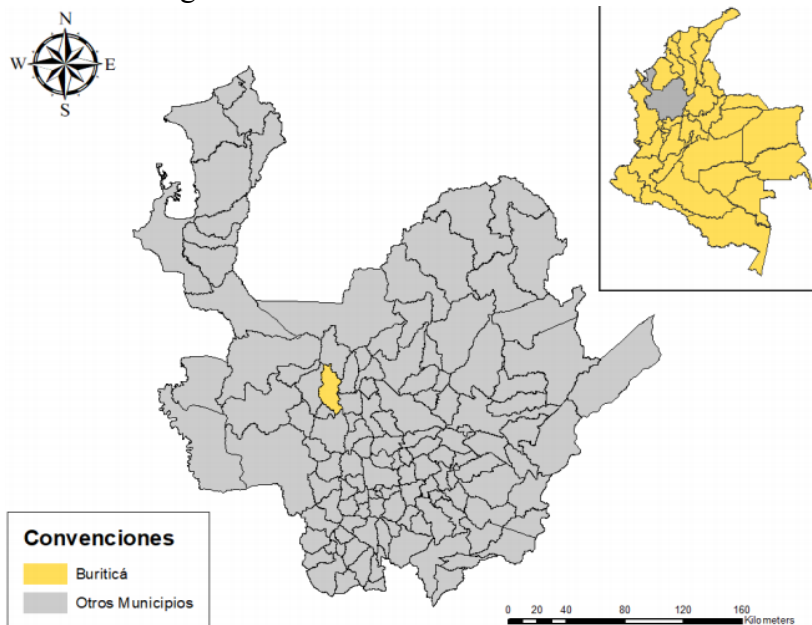 N
W E
S
Convenciones
Buriticá
Otros Municipios
0 20 40 80 120 160
Kilometers